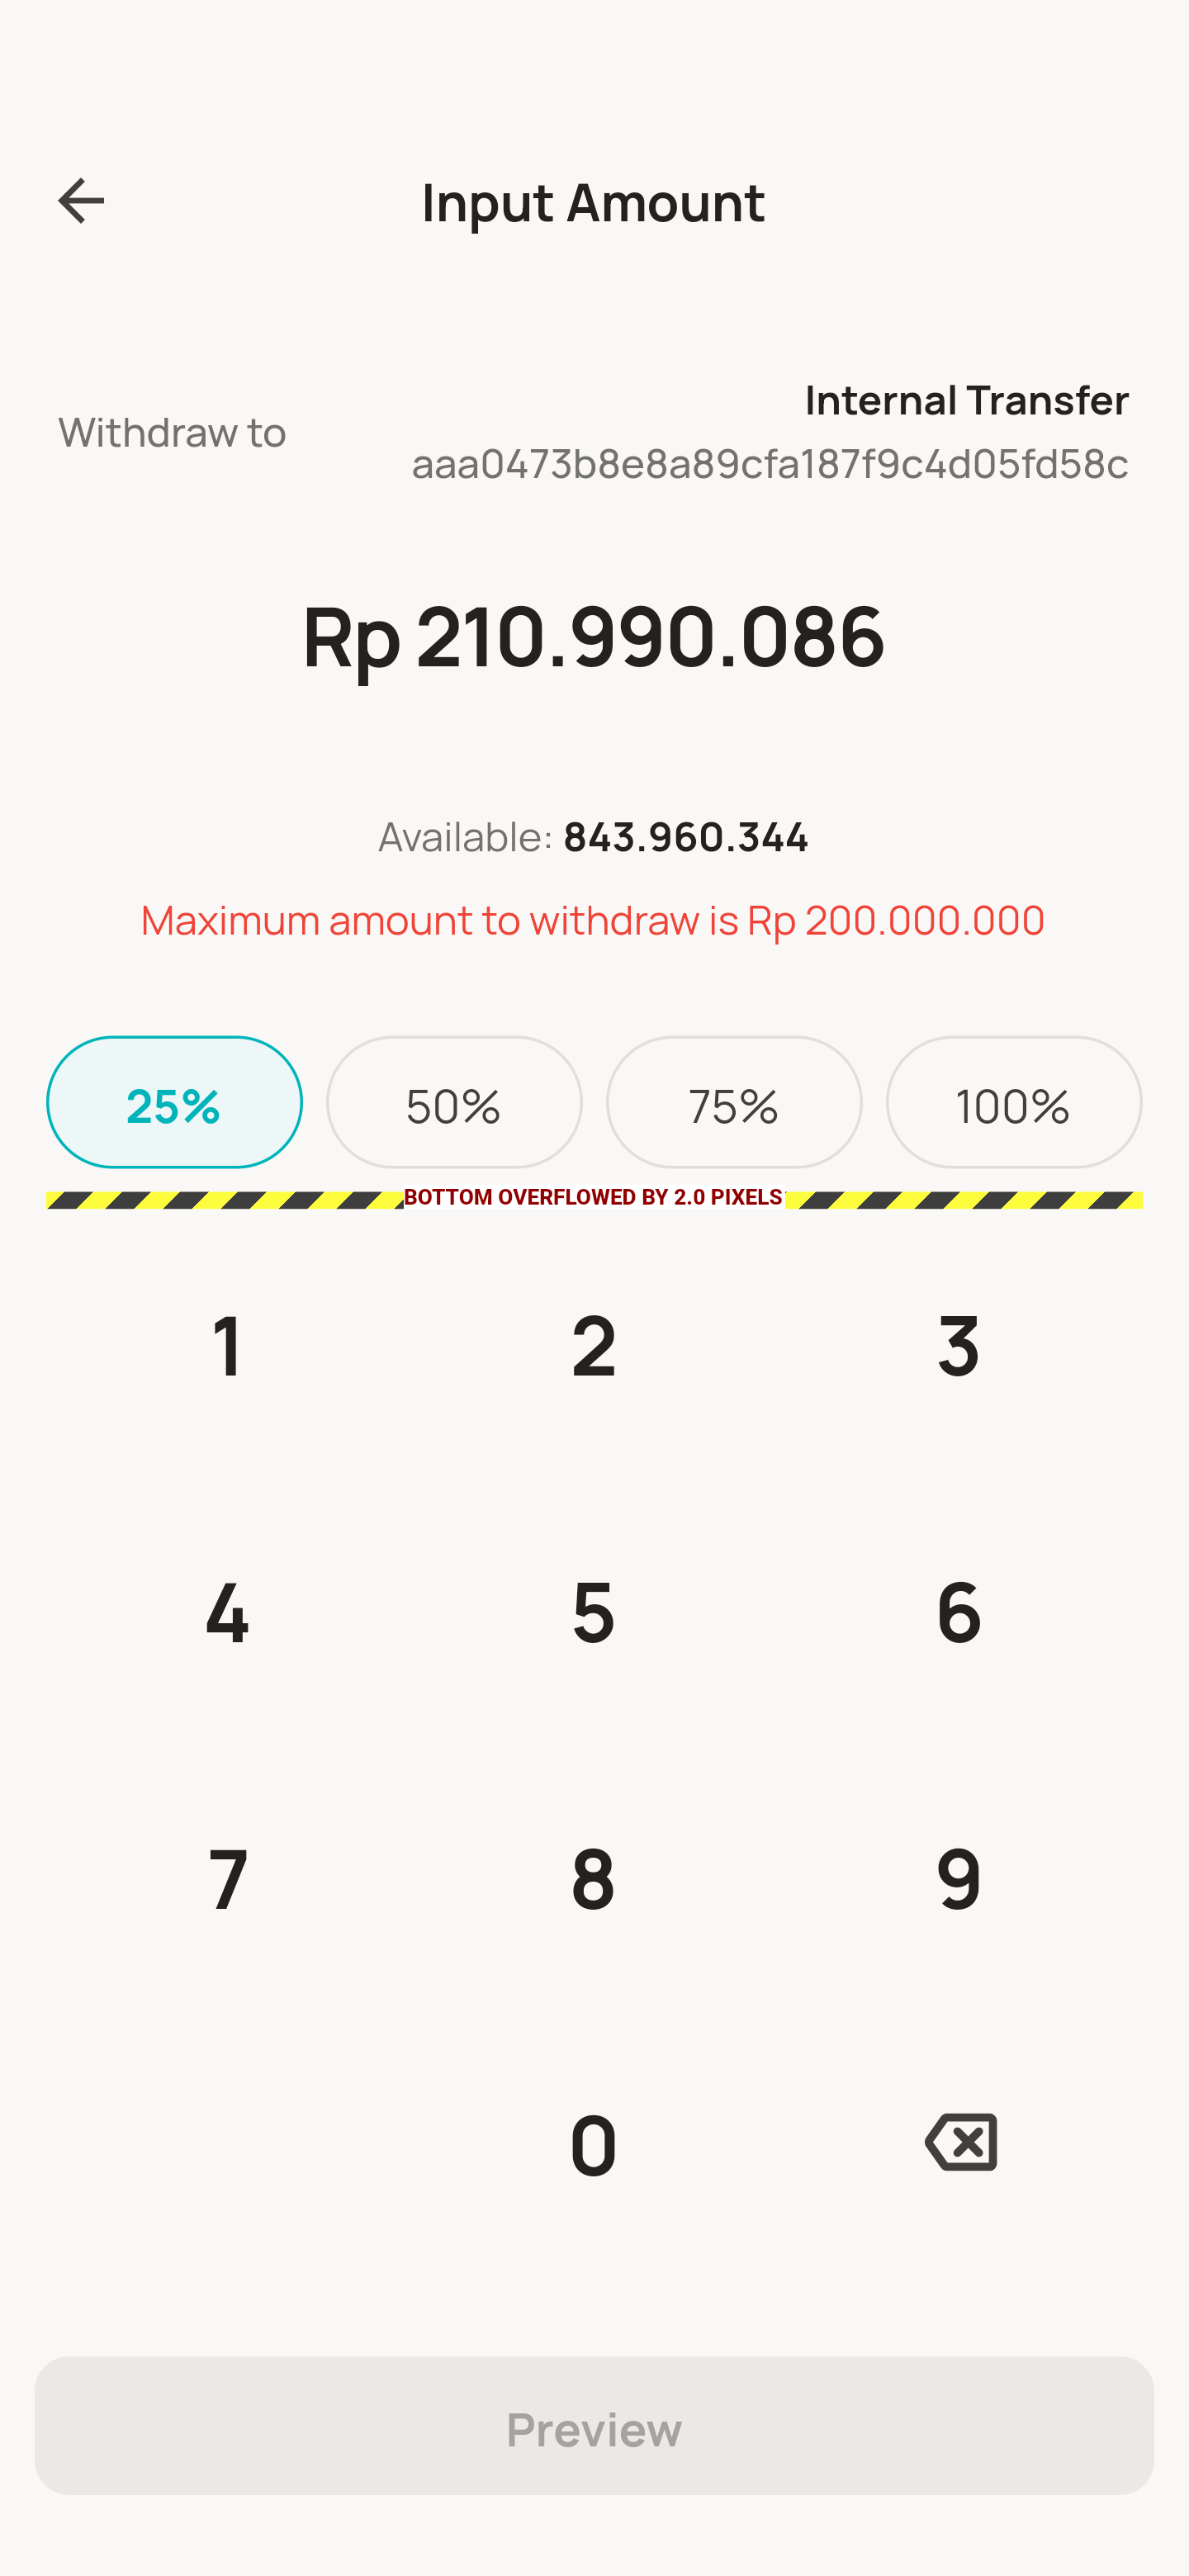 Input Amount
Withdraw to
Internal Transfer
aaa0473b8e8a89cfa187f9c4d05fd58c
Rp 210.990.086
Available: 843.960.344
Maximum amount to withdraw is Rp 200.000.000
25% 50% 75% 100%
BOTTOM OVERFLOWED BY 2.0 PIXELS
1 2 3
4 5 6
7 8 9
0
Preview